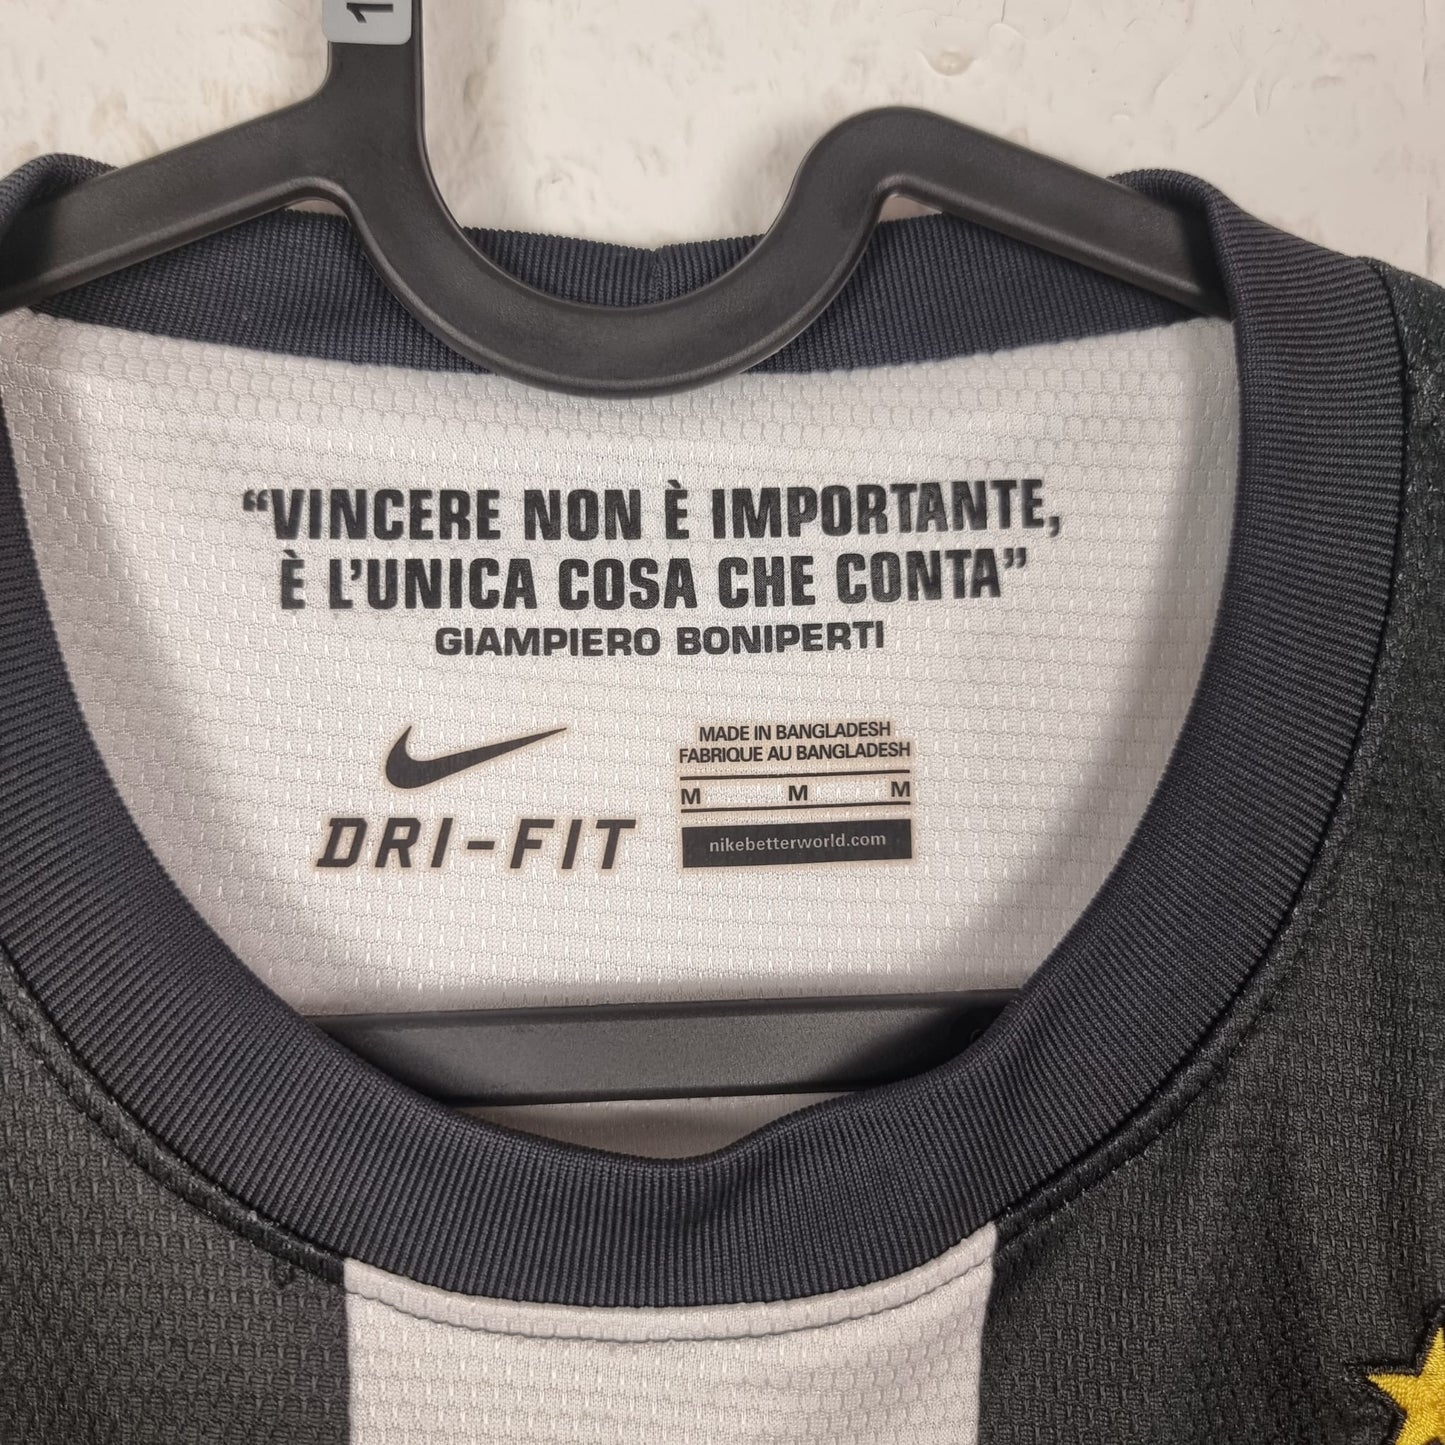 1
“VINCERE NON È IMPORTANTE,
È L’UNICA COSA CHE CONTA”
GIAMPIERO BONIPERTI
DRI-FIT
MADE IN BANGLADESH
FABRIQUE AU BANGLADESH
M M M
nikebetterworld.com